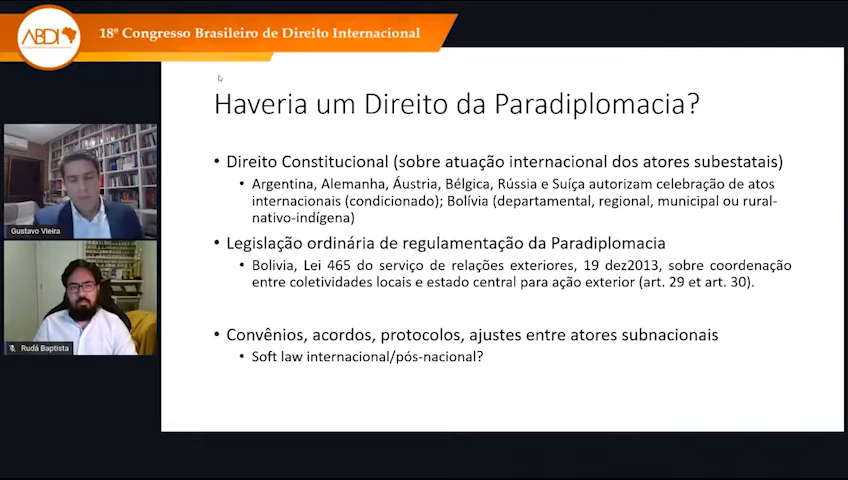 ABDI
18º Congresso Brasileiro de Direito Internacional
Haveria um Direito da Paradiplomacia?
• Direito Constitucional (sobre atuação internacional dos atores subestatais)
• Argentina, Alemanha, Áustria, Bélgica, Rússia e Suíça autorizam celebração de atos
internacionais (condicionado); Bolívia (departamental, regional, municipal ou rural-
nativo-indígena)
• Legislação ordinária de regulamentação da Paradiplomacia
• Bolivia, Lei 465 do serviço de relações exteriores, 19 dez2013, sobre coordenação
entre coletividades locais e estado central para ação exterior (art. 29 et art. 30).
• Convênios, acordos, protocolos, ajustes entre atores subnacionais
• Soft law internacional/pós-nacional?
Gustavo Vieira
Rudá Baptista